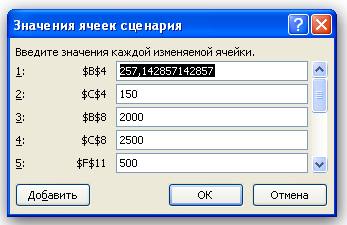 Значения ячеек сценария
Введите значения каждой изменяемой ячейки.
1: $B$4 257,142857142857
2: $C$4 150
3: $B$8 2000
4: $C$8 2500
5: $F$11 500
Добавить OK Отмена